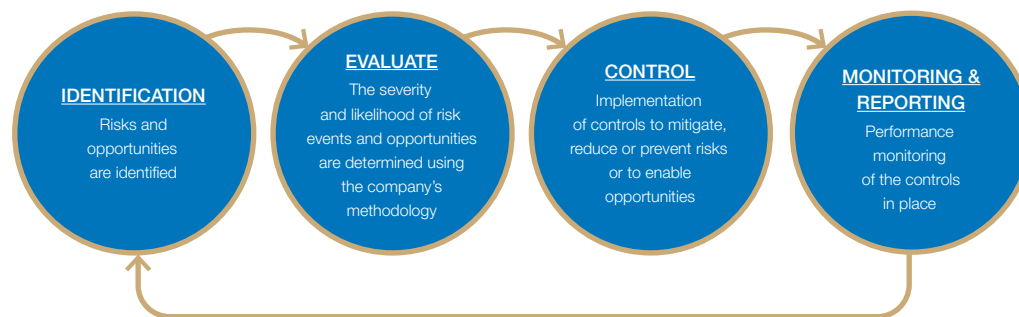 IDENTIFICATION
Risks and
opportunities
are identified
EVALUATE
The severity
and likelihood of risk
events and opportunities
are determined using
the company's
methodology
CONTROL
Implementation
of controls to mitigate,
reduce or prevent risks
or to enable
opportunities
MONITORING &
REPORTING
Performance
monitoring
of the controls
in place